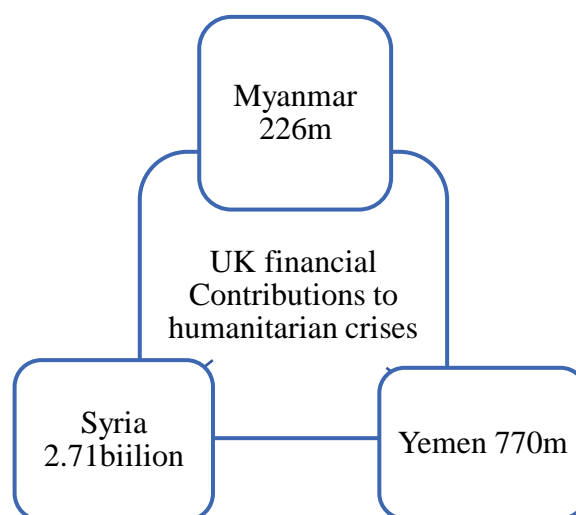 Myanmar
226m
UK financial
Contributions to
humanitarian crises
Syria
2.71biilion
Yemen 770m